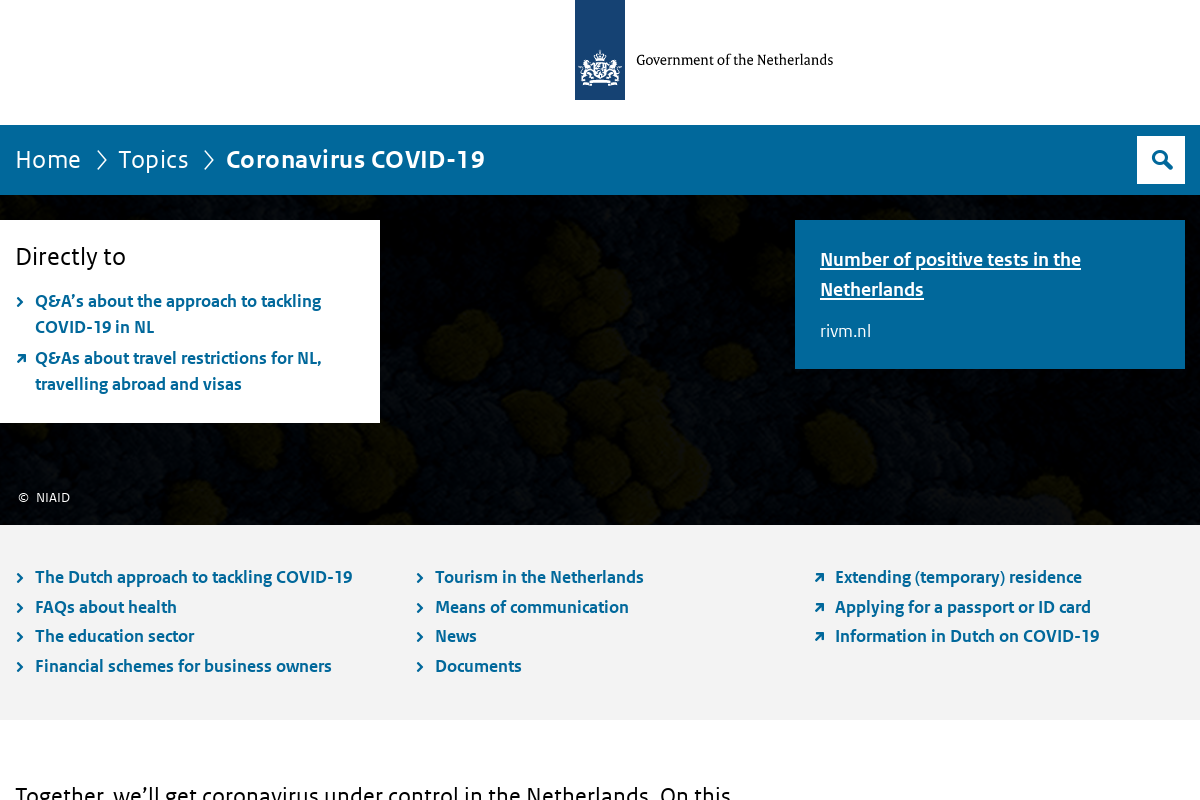 Government of the Netherlands
Home
Topics
Coronavirus COVID-19
Directly to
Q&A’s about the approach to tackling
COVID-19 in NL
Q&As about travel restrictions for NL,
travelling abroad and visas
Number of positive tests in the
Netherlands
rivm.nl
© NIAID
The Dutch approach to tackling COVID-19
FAQs about health
The education sector
Financial schemes for business owners
Tourism in the Netherlands
Means of communication
News
Documents
Extending (temporary) residence
Applying for a passport or ID card
Information in Dutch on COVID-19
Together, we’ll get coronavirus under control in the Netherlands. On this